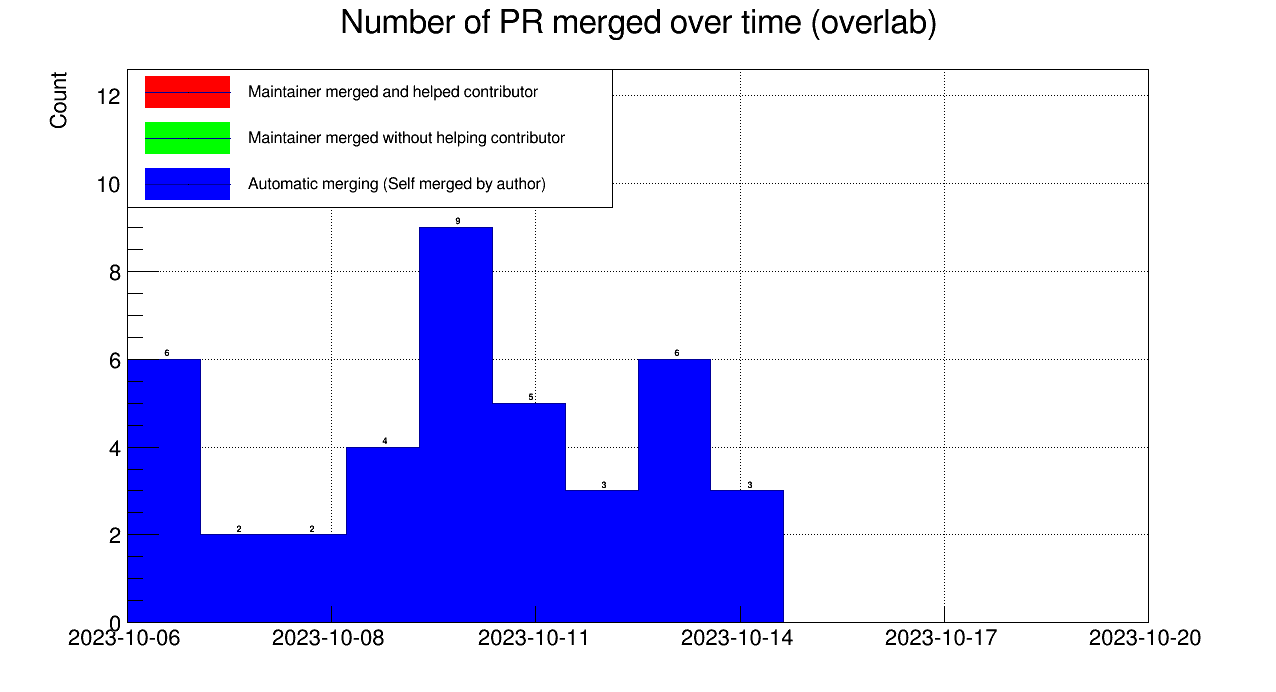 Number of PR merged over time (overlab)
Count
Maintainer merged and helped contributor
Maintainer merged without helping contributor
Automatic merging (Self merged by author)
12
10
8
6
4
2
0
6
2
2
4
9
5
3
6
3
2023-10-06 2023-10-08 2023-10-11 2023-10-14 2023-10-17 2023-10-20